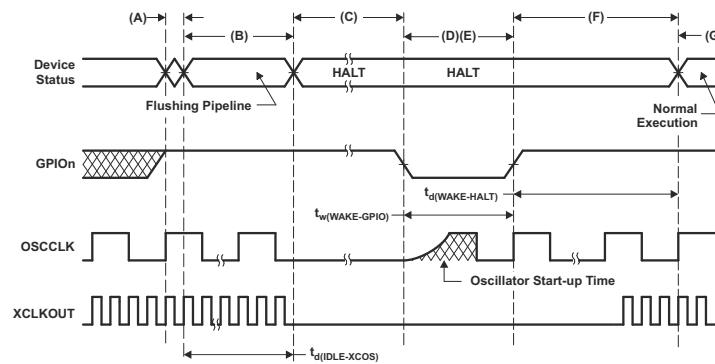 (A)
(B)
(C)
(D)(E)
(F)
(G
Device
Status
Flushing Pipeline
HALT
HALT
Normal
Execution
GPIOn
td(WAKE-HALT)
tw(WAKE-GPIO)
OSCCLK
Oscillator Start-up Time
XCLKOUT
td(IDLE-XCOS)